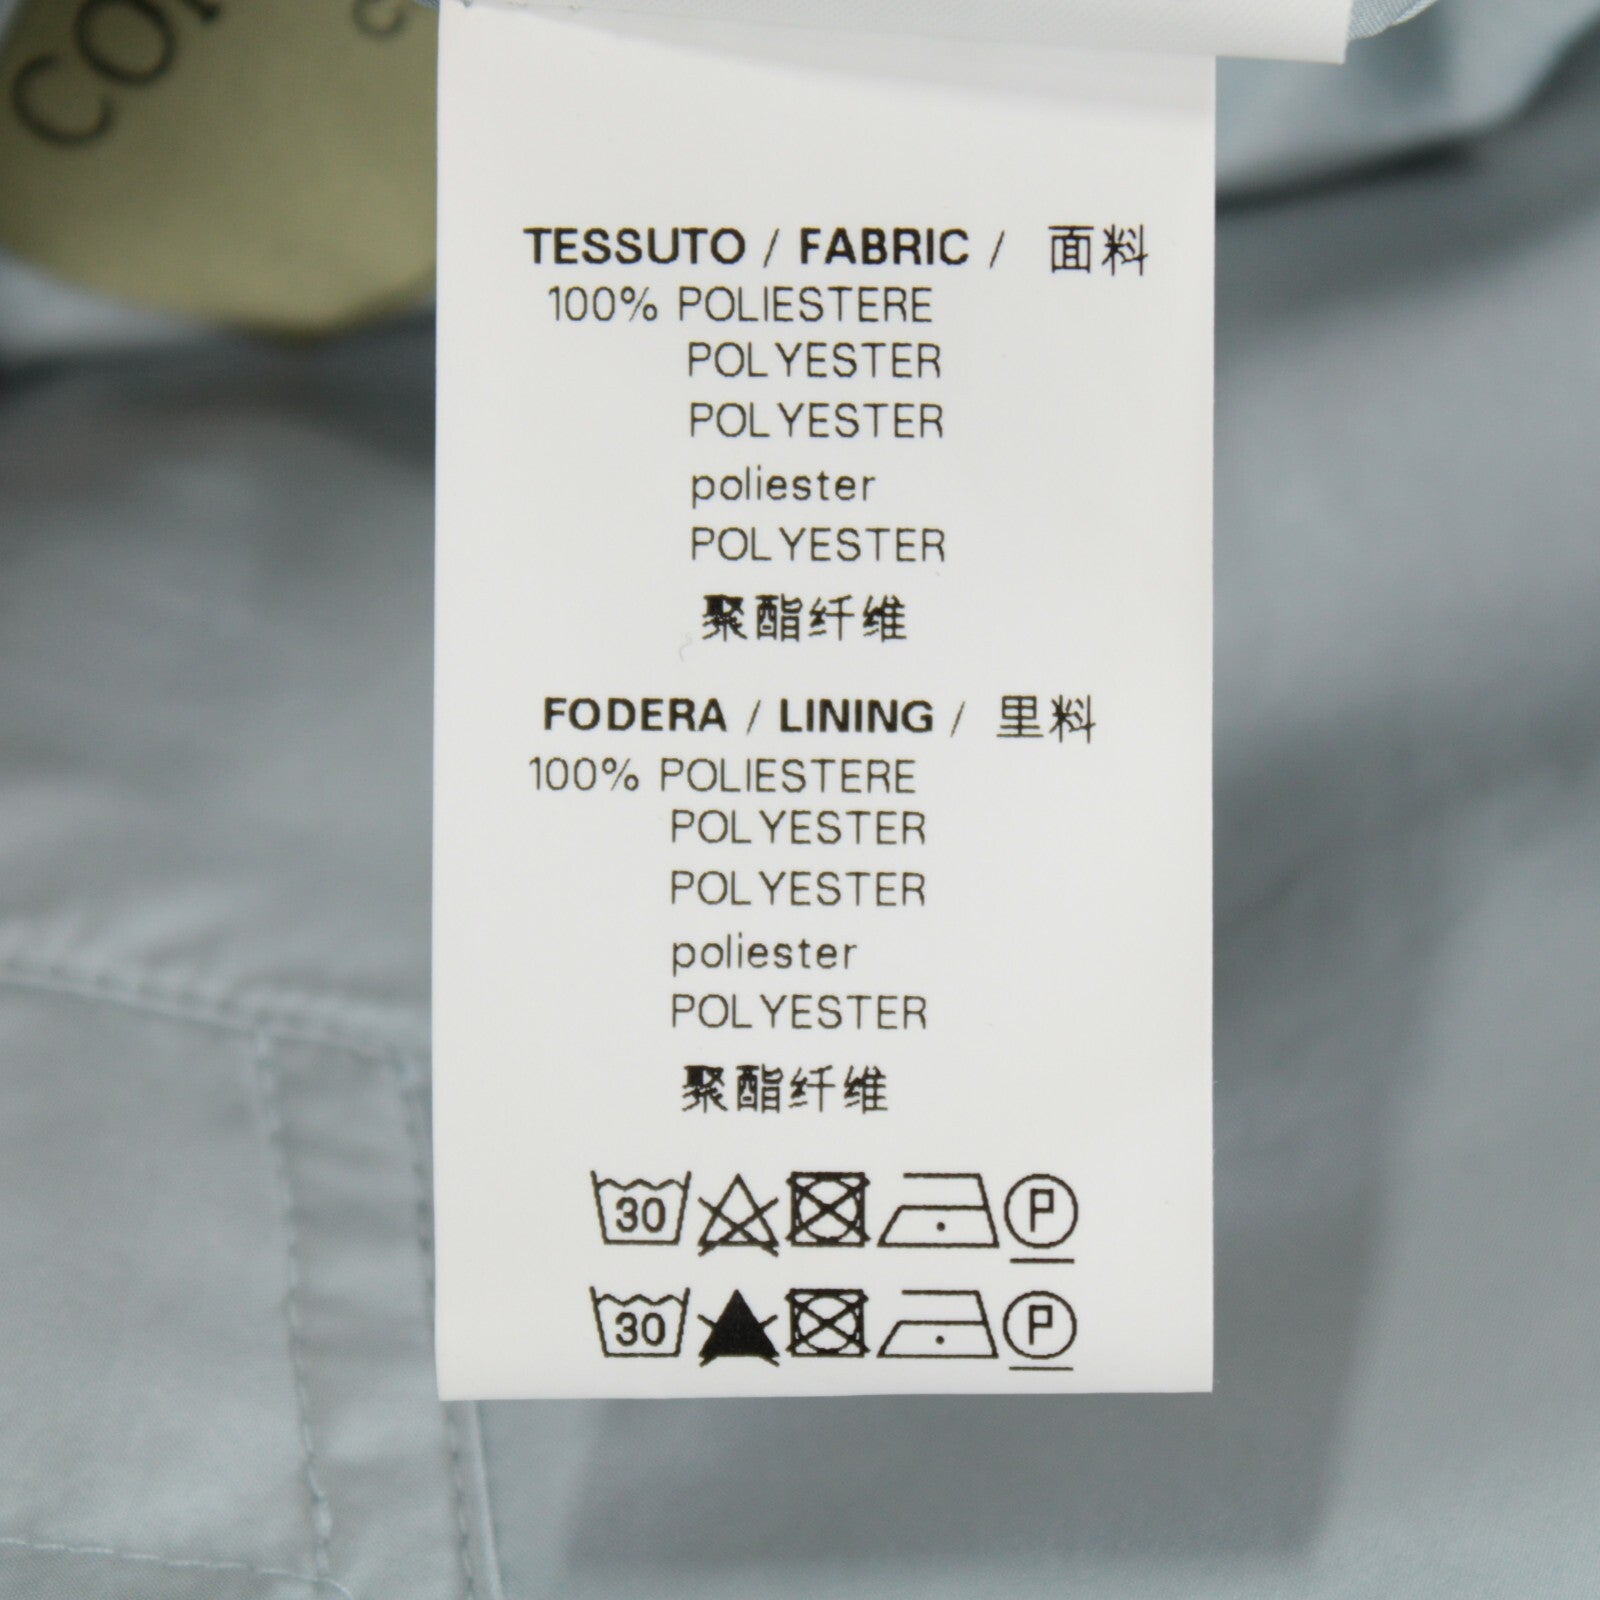 TESSUTO / FABRIC / 面料
100% POLIESTERE
POLYESTER
POLYESTER
poliester
POLYESTER
聚酯纤维
FODERA / LINING / 里料
100% POLIESTERE
POLYESTER
POLYESTER
poliester
POLYESTER
聚酯纤维
30 P
30 P